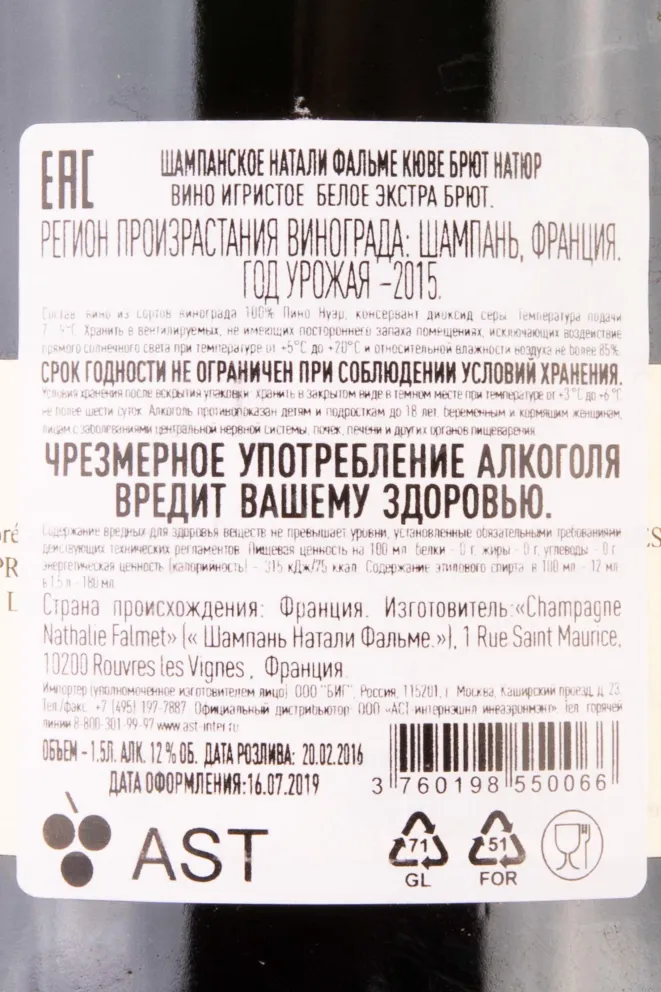 EAC
ШАМПАНСКОЕ НАТАЛИ ФАЛЬМЕ КЮВЕ БРЮТ НАТЮР
ВИНО ИГРИСТОЕ БЕЛОЕ ЭКСТРА БРЮТ.
РЕГИОН ПРОИЗРАСТАНИЯ ВИНОГРАДА: ШАМПАНЬ, ФРАНЦИЯ.
ГОД УРОЖАЯ –2015.
Состав: вино из сортов винограда 100% Пино Нуар, консервант диоксид серы. Температура подачи
Хранить в вентилируемых, не имеющих постороннего запаха помещениях, исключающих воздействие
прямого солнечного света при температуре от +5°С до +20°С и относительной влажности воздуха не более 85%.
СРОК ГОДНОСТИ НЕ ОГРАНИЧЕН ПРИ СОБЛЮДЕНИИ УСЛОВИЙ ХРАНЕНИЯ.
Условия хранения после вскрытия упаковки: хранить в закрытом виде в темном месте при температуре от +3°С до +6°С
не более шести суток. Алкоголь противопоказан детям и подросткам до 18 лет, беременным и кормящим женщинам,
лицам с заболеваниями центральной нервной системы, почек, печени и других органов пищеварения.
ЧРЕЗМЕРНОЕ УПОТРЕБЛЕНИЕ АЛКОГОЛЯ
ВРЕДИТ ВАШЕМУ ЗДОРОВЬЮ.
Содержание вредных для здоровья веществ не превышает уровни, установленные обязательными требованиями
действующих технических регламентов. Пищевая ценность на 100 мл: белки - 0 г, жиры - 0 г, углеводы - 0 г,
энергетическая ценность (калорийность) – 315 кДж/75 ккал. Содержание этилового спирта в 100 мл - 12 мл,
в 1,5 л - 180 мл.
Страна происхождения: Франция. Изготовитель:«Champagne
Nathalie Falmet» (« Шампань Натали Фальме.»), 1 Rue Saint Maurice,
10200 Rouvres les Vignes , Франция.
Импортер (уполномоченное изготовителем лицо): ООО "БИГ", Россия, 115201, г. Москва, Каширский проезд, д. 23.
Тел./факс: +7 (495) 197-7887. Официальный дистрибьютор: ООО «АСТ-интернэшнл инваэронмэнт» Тел. горячей
линии 8-800-301-99-97 www.ast-inter.ru
ОБЪЕМ – 1.5Л. АЛК. 12 % ОБ. ДАТА РОЗЛИВА: 20.02.2016
ДАТА ОФОРМЛЕНИЯ:16.07.2019
3 760198 550066
AST
71
GL
51
FOR